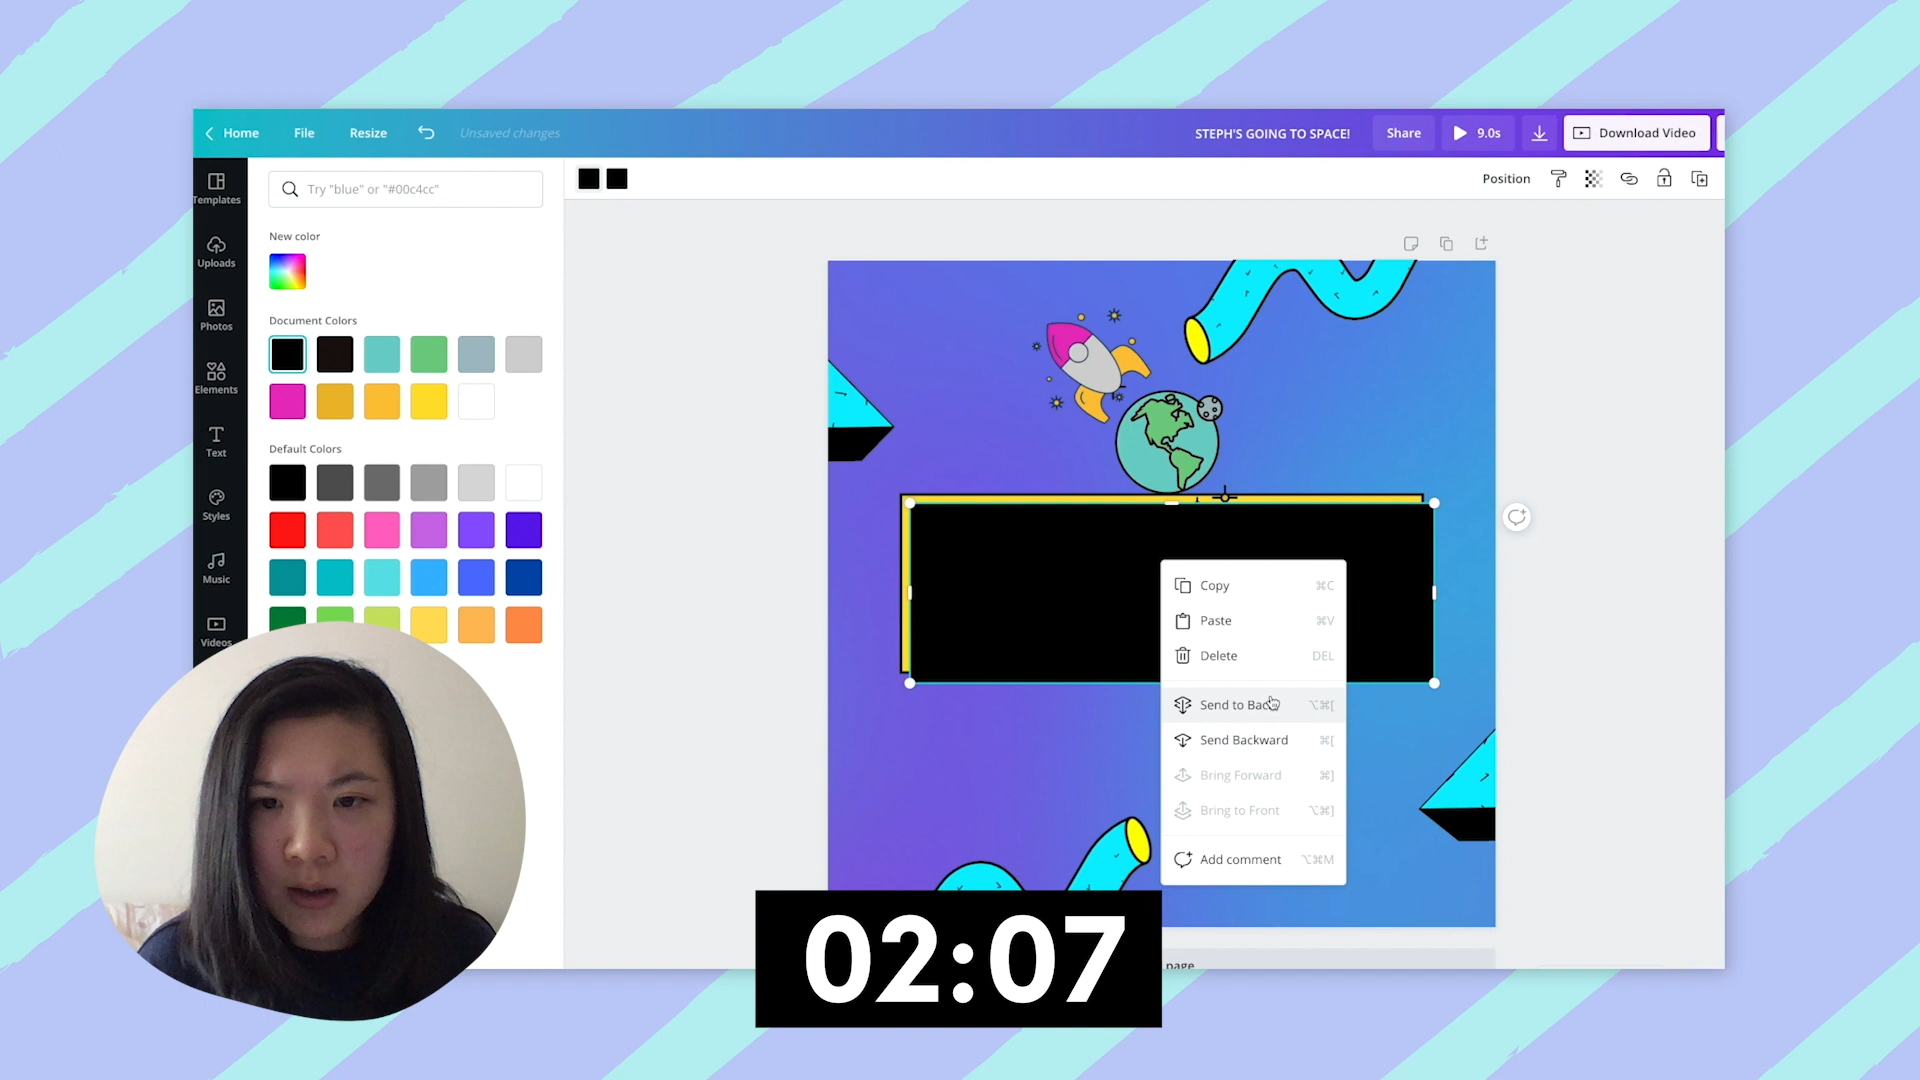 Home File Resize Unsaved changes STEPH'S GOING TO SPACE! Share 9.0s Download Video
Templates
Uploads
Photos
Elements
Text
Styles
Music
Videos
Try "blue" or "#00c4cc"
New color
Document Colors
Default Colors
Position
Copy ⌘C
Paste ⌘V
Delete DEL
Send to Back ⌥⌘[
Send Backward ⌘[
Bring Forward ⌘]
Bring to Front ⌥⌘]
Add comment ⌥⌘M
page
02:07